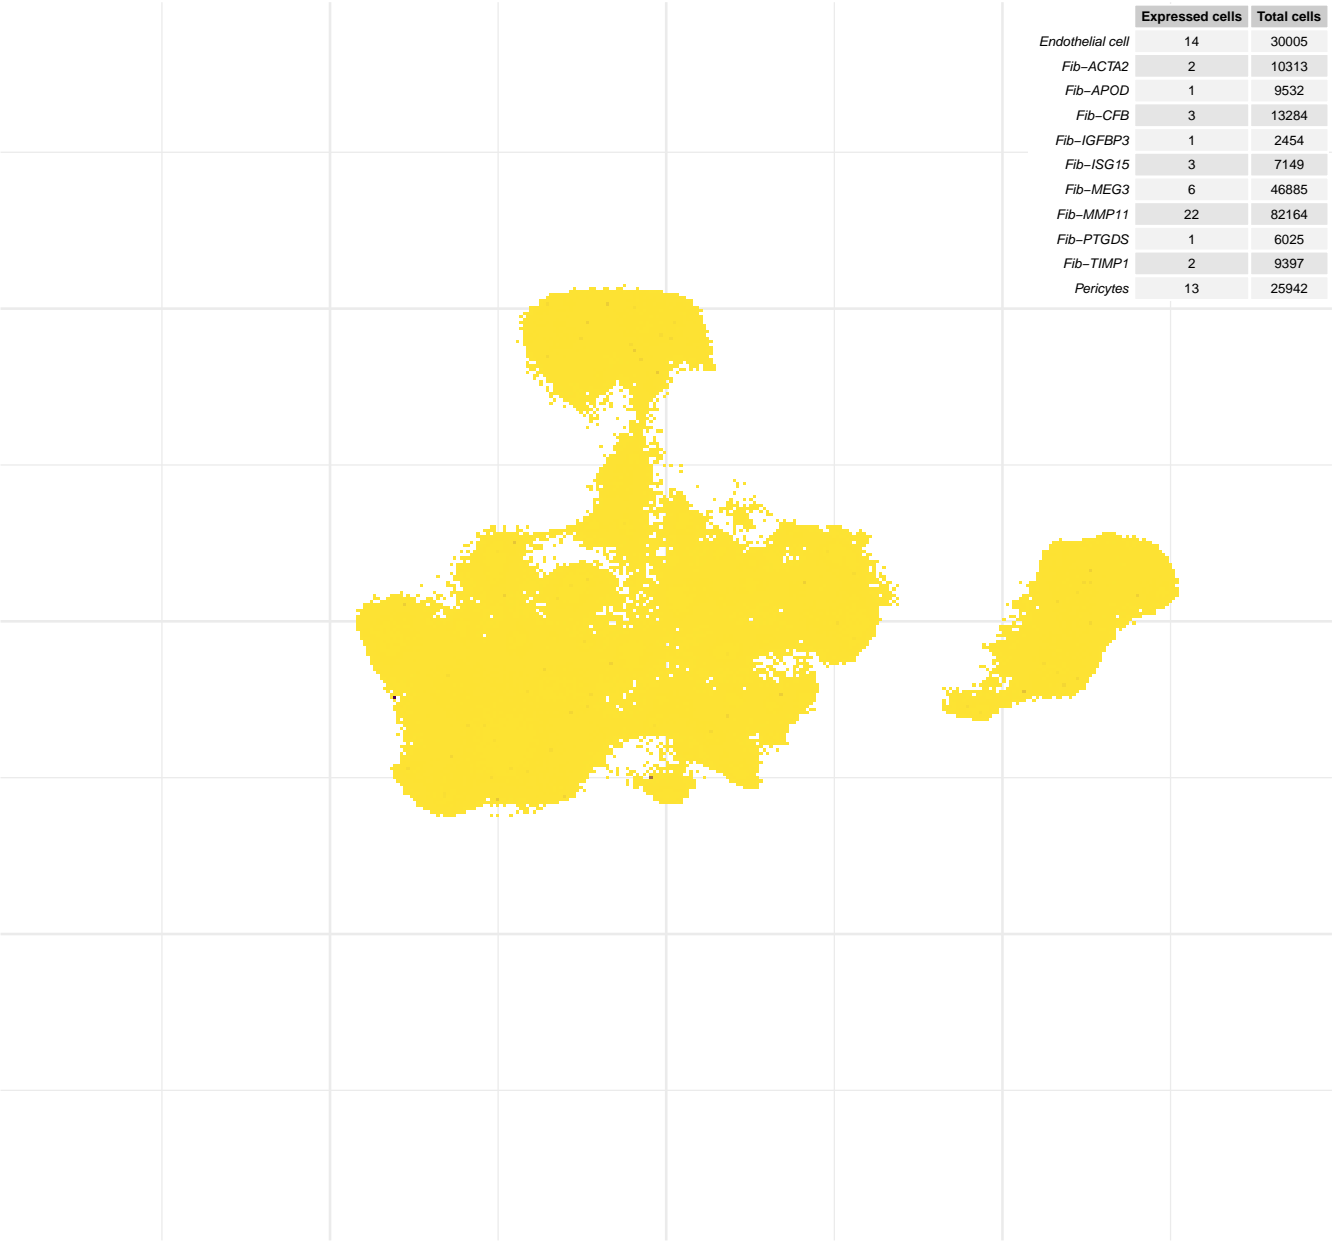 Expressed cells Total cells
Endothelial cell 14 30005
Fib−ACTA2 2 10313
Fib−APOD 1 9532
Fib−CFB 3 13284
Fib−IGFBP3 1 2454
Fib−ISG15 3 7149
Fib−MEG3 6 46885
Fib−MMP11 22 82164
Fib−PTGDS 1 6025
Fib−TIMP1 2 9397
Pericytes 13 25942